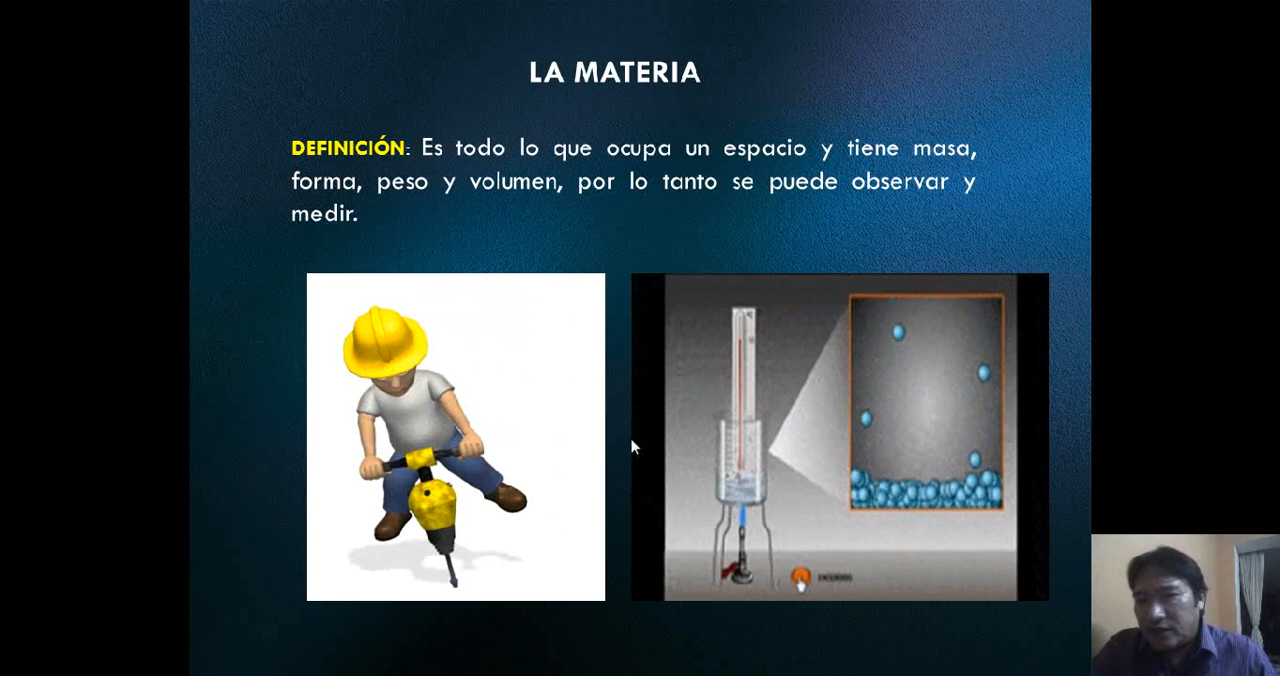 LA MATERIA
DEFINICIÓN: Es todo lo que ocupa un espacio y tiene masa,
forma, peso y volumen, por lo tanto se puede observar y
medir.